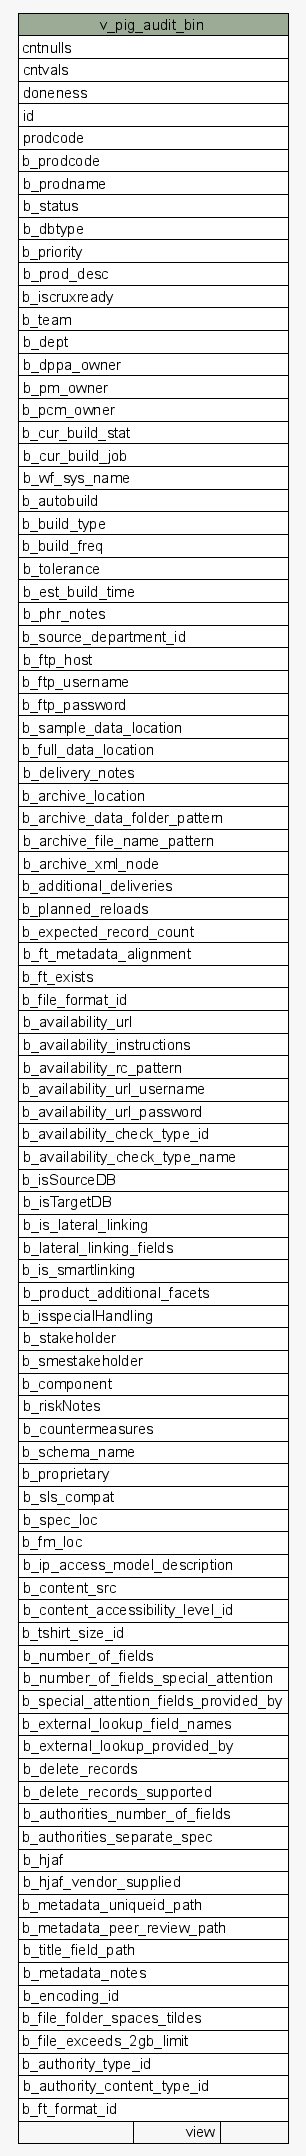 v_pig_audit_bin
cntnulls
cntvals
doneness
id
prodcode
b_prodcode
b_prodname
b_status
b_dbtype
b_priority
b_prod_desc
b_iscruxready
b_team
b_dept
b_dppa_owner
b_pm_owner
b_pcm_owner
b_cur_build_stat
b_cur_build_job
b_wf_sys_name
b_autobuild
b_build_type
b_build_freq
b_tolerance
b_est_build_time
b_phr_notes
b_source_department_id
b_ftp_host
b_ftp_username
b_ftp_password
b_sample_data_location
b_full_data_location
b_delivery_notes
b_archive_location
b_archive_data_folder_pattern
b_archive_file_name_pattern
b_archive_xml_node
b_additional_deliveries
b_planned_reloads
b_expected_record_count
b_ft_metadata_alignment
b_ft_exists
b_file_format_id
b_availability_url
b_availability_instructions
b_availability_rc_pattern
b_availability_url_username
b_availability_url_password
b_availability_check_type_id
b_availability_check_type_name
b_isSourceDB
b_isTargetDB
b_is_lateral_linking
b_lateral_linking_fields
b_is_smartlinking
b_product_additional_facets
b_isspecialHandling
b_stakeholder
b_smestakeholder
b_component
b_riskNotes
b_countermeasures
b_schema_name
b_proprietary
b_sls_compat
b_spec_loc
b_fm_loc
b_ip_access_model_description
b_content_src
b_content_accessibility_level_id
b_tshirt_size_id
b_number_of_fields
b_number_of_fields_special_attention
b_special_attention_fields_provided_by
b_external_lookup_field_names
b_external_lookup_provided_by
b_delete_records
b_delete_records_supported
b_authorities_number_of_fields
b_authorities_separate_spec
b_hjaf
b_hjaf_vendor_supplied
b_metadata_uniqueid_path
b_metadata_peer_review_path
b_title_field_path
b_metadata_notes
b_encoding_id
b_file_folder_spaces_tildes
b_file_exceeds_2gb_limit
b_authority_type_id
b_authority_content_type_id
b_ft_format_id
view